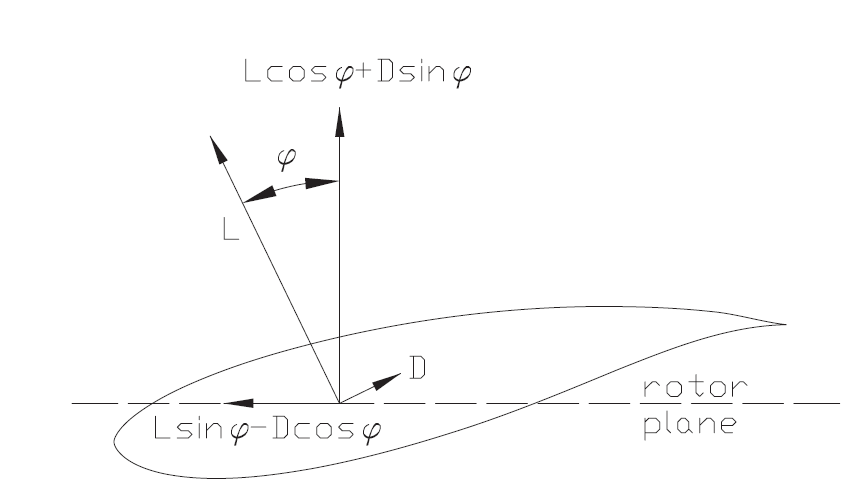 Lcosφ+Dsinφ
φ
L
D
rotor
Lsinφ-Dcosφ
plane